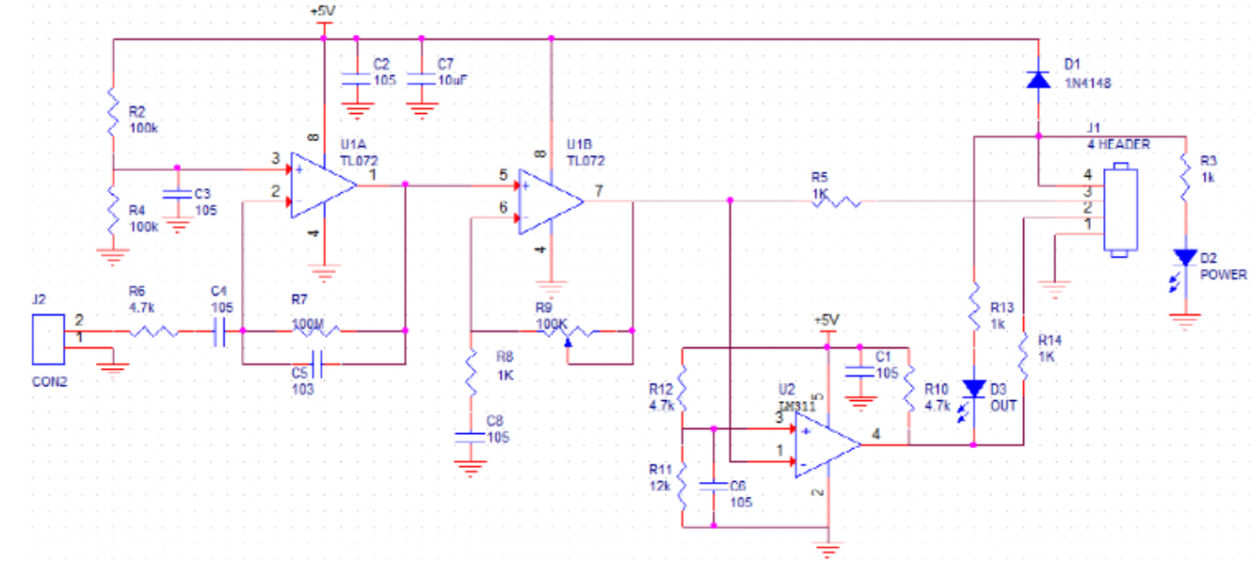 +5V
C2
105
C7
10uF
D1
1N4148
R2
100k
8
U1A
TL072
8
U1B
TL072
J1
4 HEADER
3
1
2
4
C3
105
R4
100k
5
7
6
4
R5
1K
4
3
2
1
R3
1k
D2
POWER
J2
2
1
CON2
R6
4.7k
C4
105
R7
100M
C5
103
R9
100K
R8
1K
C8
105
+5V
R13
1k
R14
1K
C1
105
R12
4.7k
U2
LM311
5
3
1
4
2
R10
4.7k
D3
OUT
R11
12k
C6
105